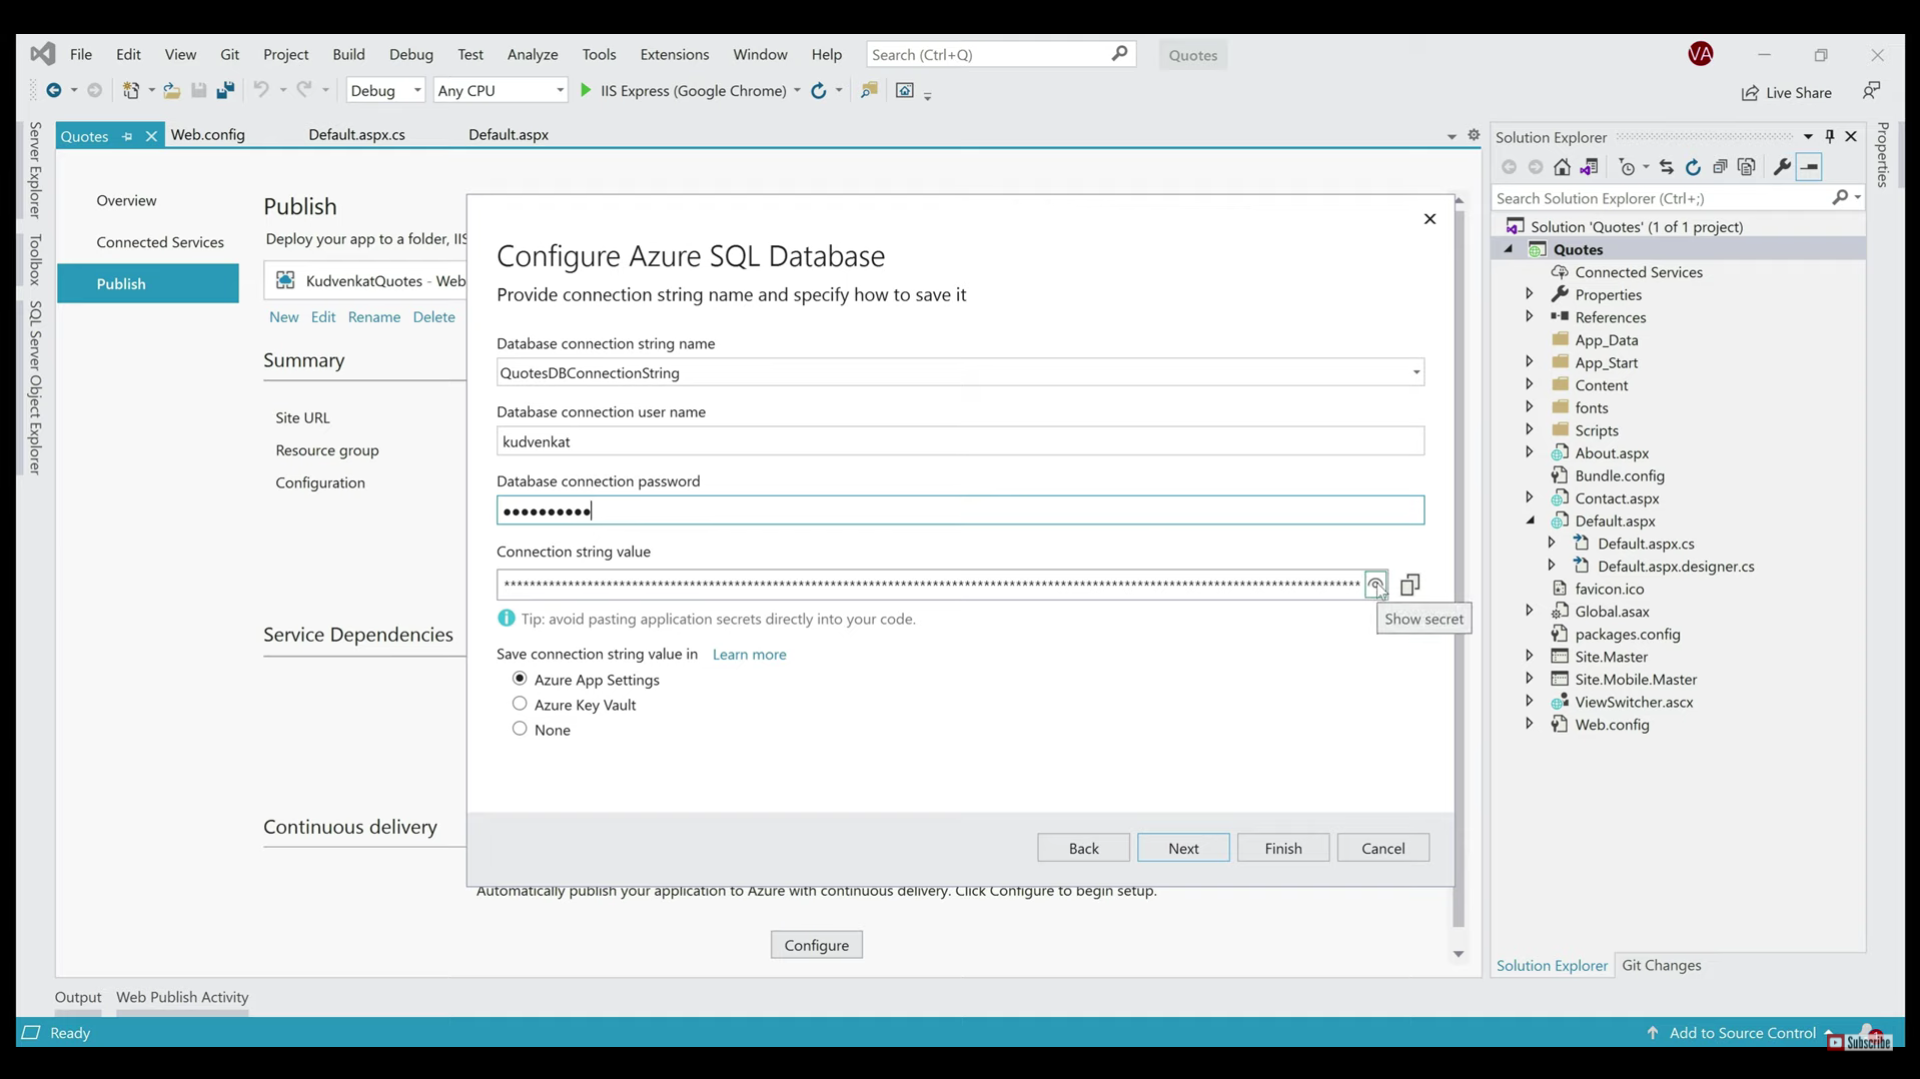 File Edit View Git Project Build Debug Test Analyze Tools Extensions Window Help Search (Ctrl+Q) Quotes VA
Debug Any CPU IIS Express (Google Chrome) Live Share
Server Explorer
Toolbox
SQL Server Object Explorer
Quotes Web.config Default.aspx.cs Default.aspx
Overview
Connected Services
Publish
Publish
Deploy your app to a folder, IIS
KudvenkatQuotes - Web
New Edit Rename Delete
Summary
Site URL
Resource group
Configuration
Service Dependencies
Continuous delivery
Configure Azure SQL Database
Provide connection string name and specify how to save it
Database connection string name
QuotesDBConnectionString
Database connection user name
kudvenkat
Database connection password
••••••••••
Connection string value
Show secret
Tip: avoid pasting application secrets directly into your code.
Save connection string value in Learn more
Azure App Settings
Azure Key Vault
None
Back Next Finish Cancel
Automatically publish your application to Azure with continuous delivery. Click Configure to begin setup.
Configure
Solution Explorer
Search Solution Explorer (Ctrl+;)
Solution 'Quotes' (1 of 1 project)
Quotes
Connected Services
Properties
References
App_Data
App_Start
Content
fonts
Scripts
About.aspx
Bundle.config
Contact.aspx
Default.aspx
Default.aspx.cs
Default.aspx.designer.cs
favicon.ico
Global.asax
packages.config
Site.Master
Site.Mobile.Master
ViewSwitcher.ascx
Web.config
Solution Explorer Git Changes
Properties
Output Web Publish Activity
Ready Add to Source Control
Subscribe